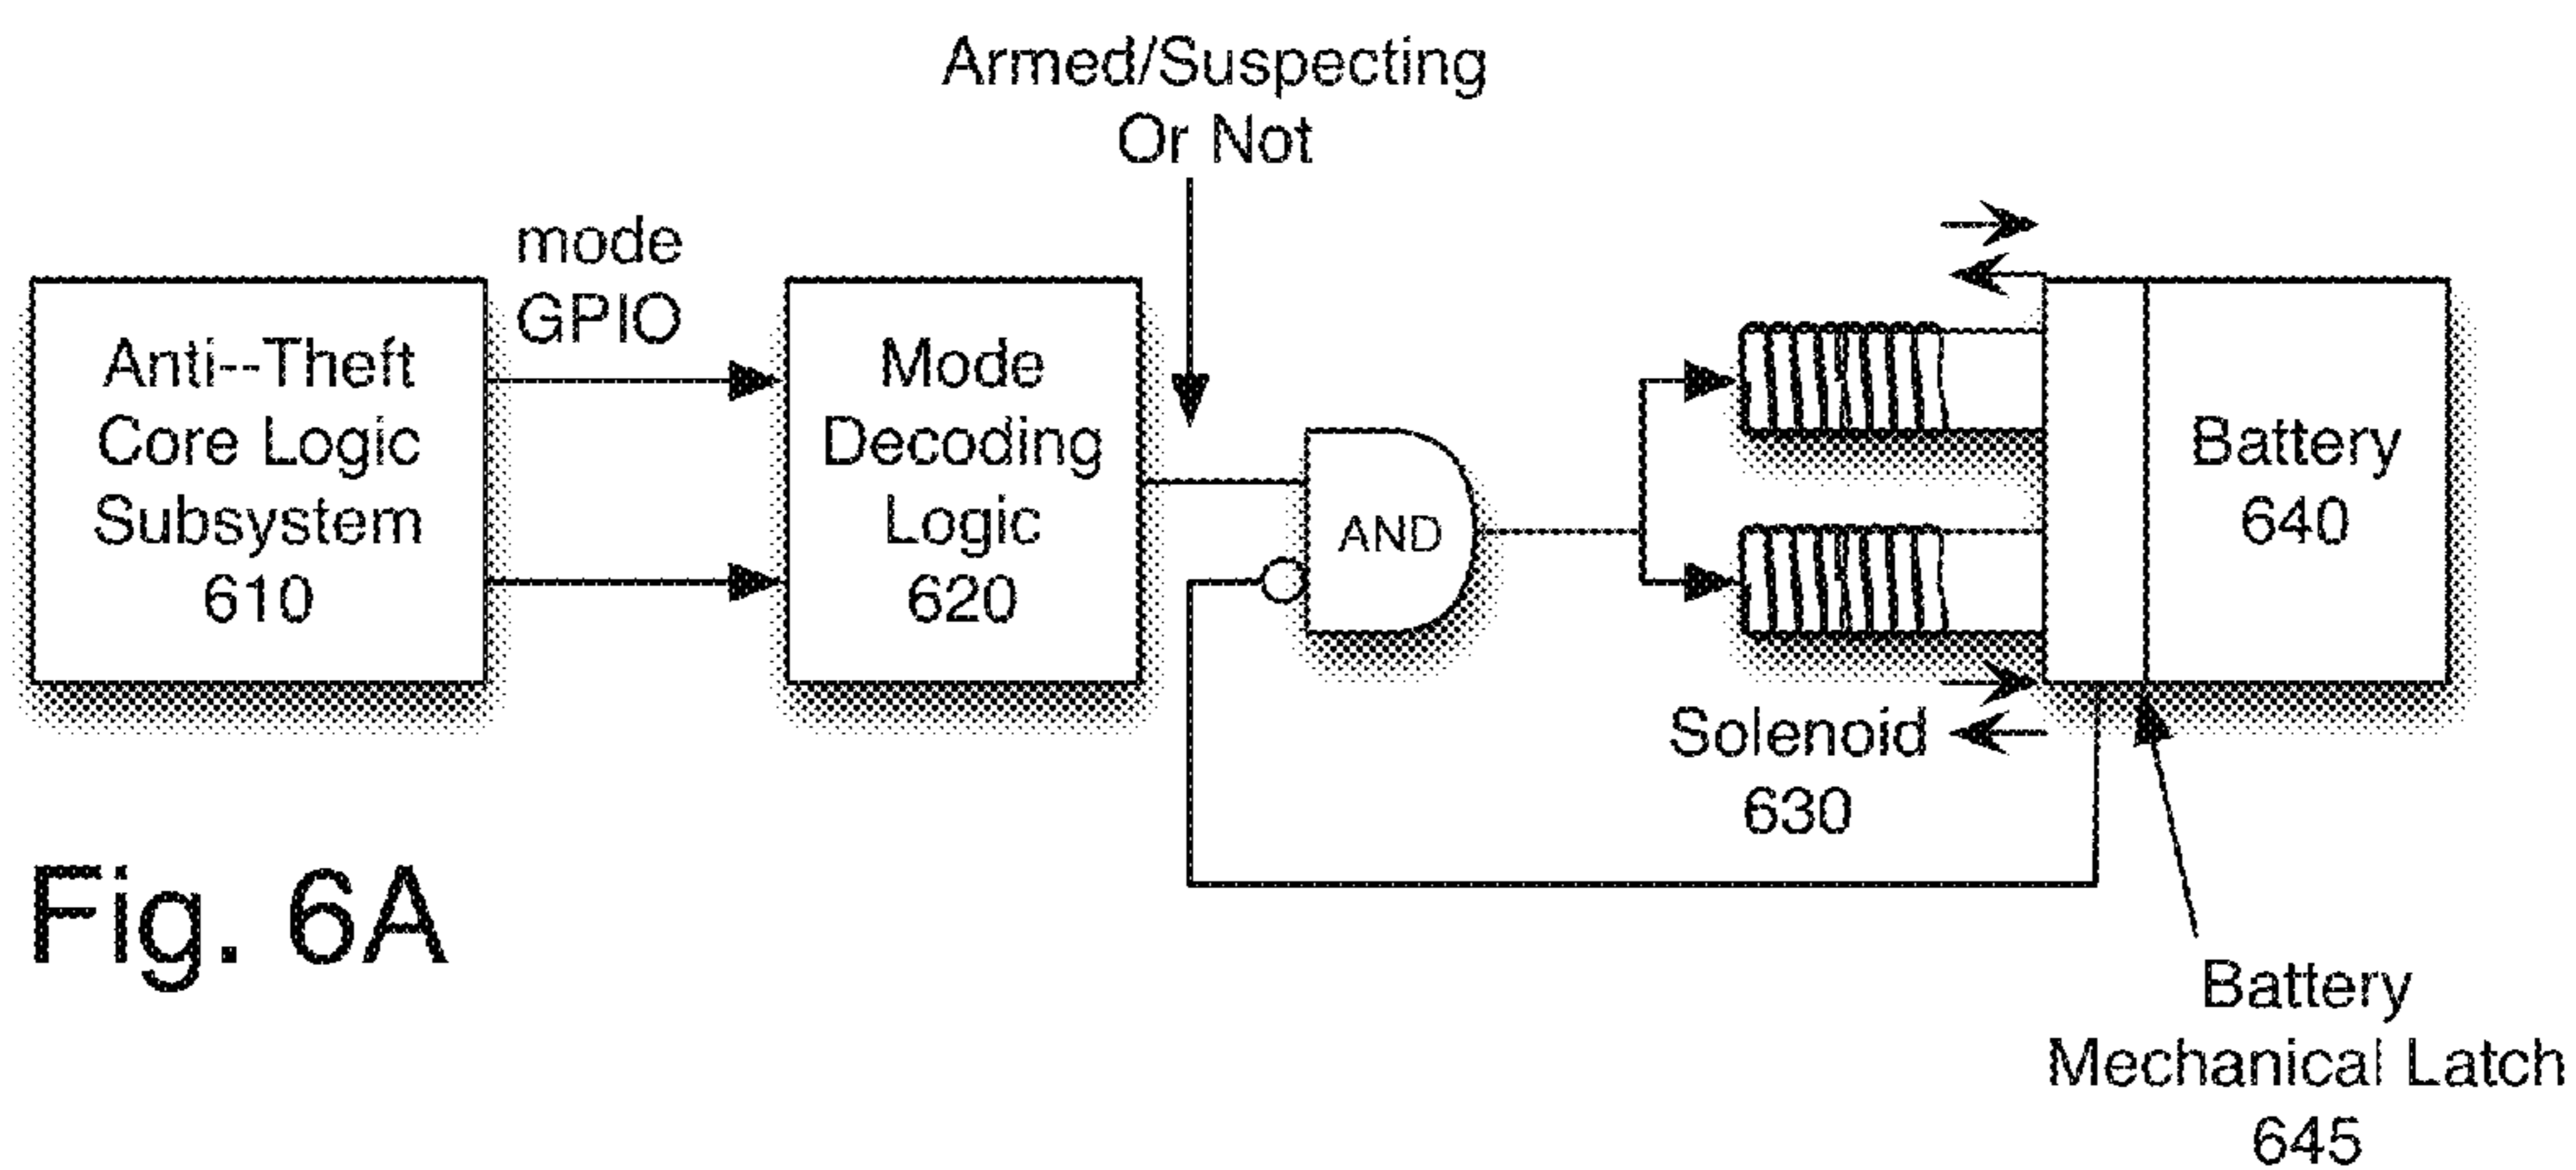 Armed/Suspecting
Or Not
mode
GPIO
Anti--Theft
Core Logic
Subsystem
610
Mode
Decoding
Logic
620
AND
Solenoid
630
Battery
640
Battery
Mechanical Latch
645
Fig. 6A